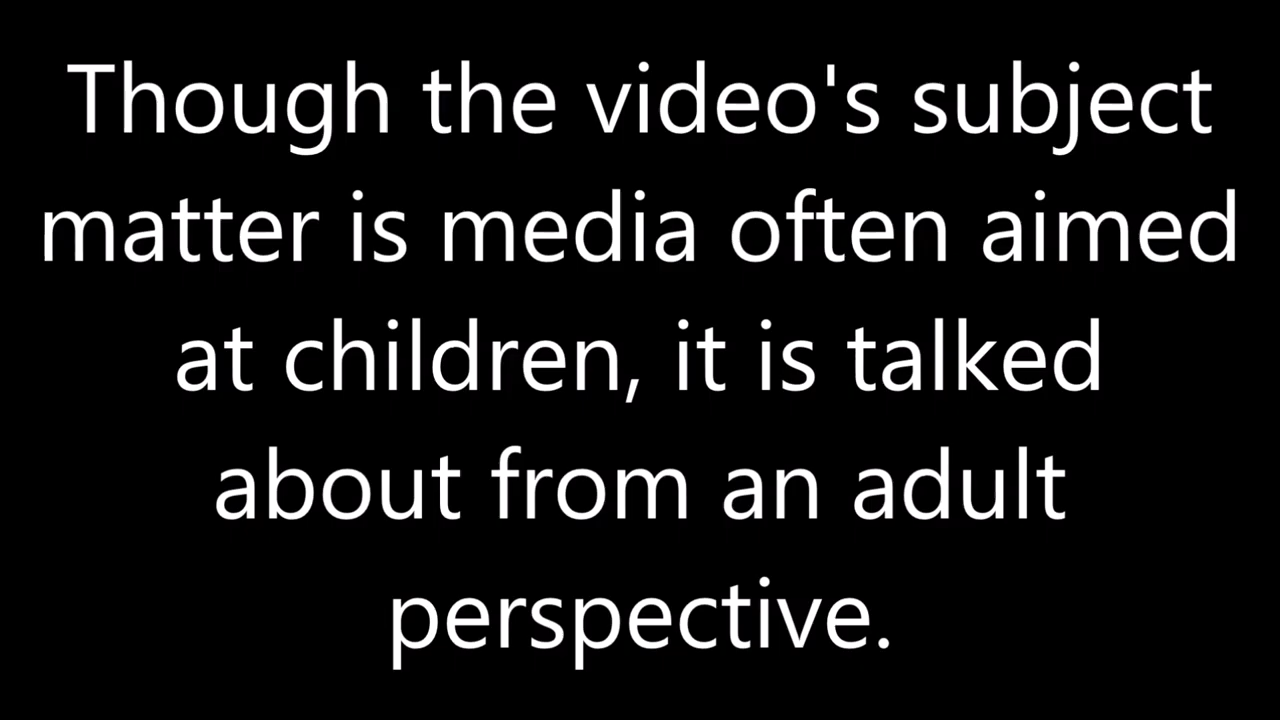 Though the video's subject
matter is media often aimed
at children, it is talked
about from an adult
perspective.